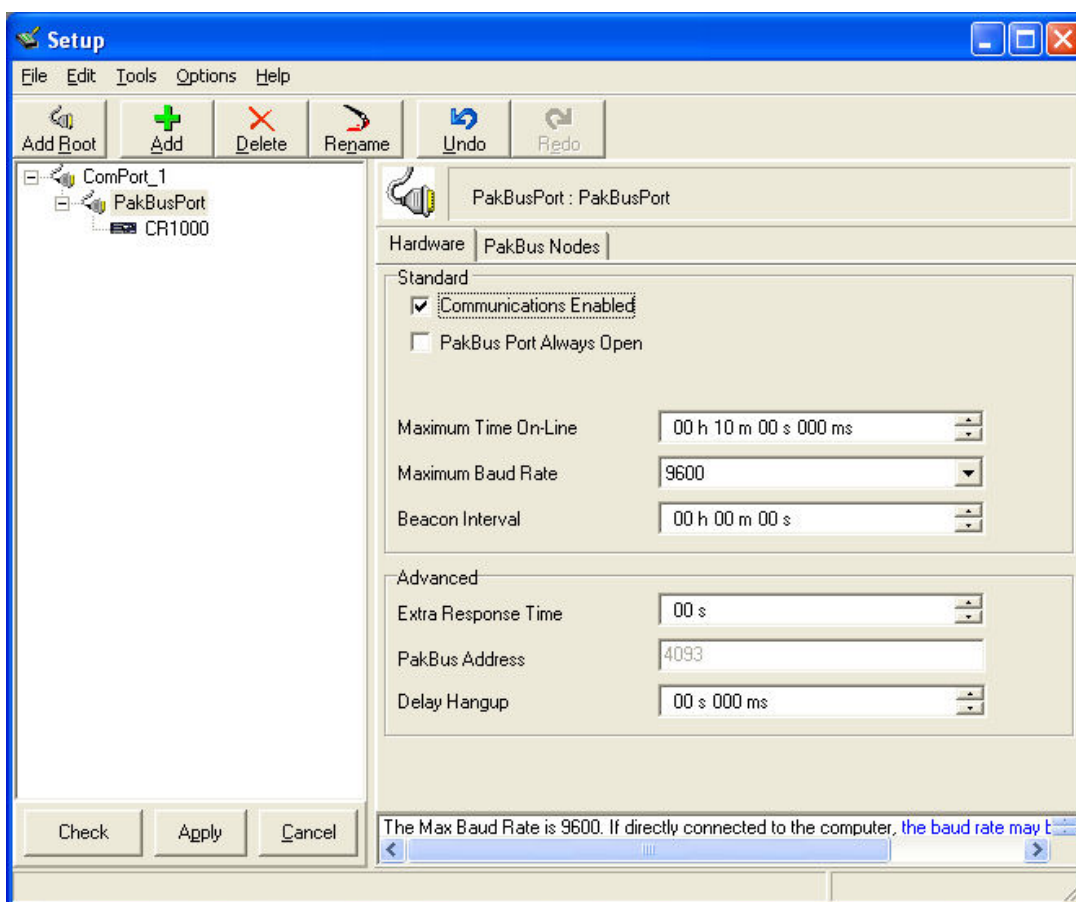 Setup
File Edit Tools Options Help
Add Root Add Delete Rename Undo Redo
ComPort_1
PakBusPort
CR1000
PakBusPort : PakBusPort
Hardware PakBus Nodes
Standard
Communications Enabled
PakBus Port Always Open
Maximum Time On-Line 00 h 10 m 00 s 000 ms
Maximum Baud Rate 9600
Beacon Interval 00 h 00 m 00 s
Advanced
Extra Response Time 00 s
PakBus Address 4093
Delay Hangup 00 s 000 ms
Check Apply Cancel
The Max Baud Rate is 9600. If directly connected to the computer, the baud rate may